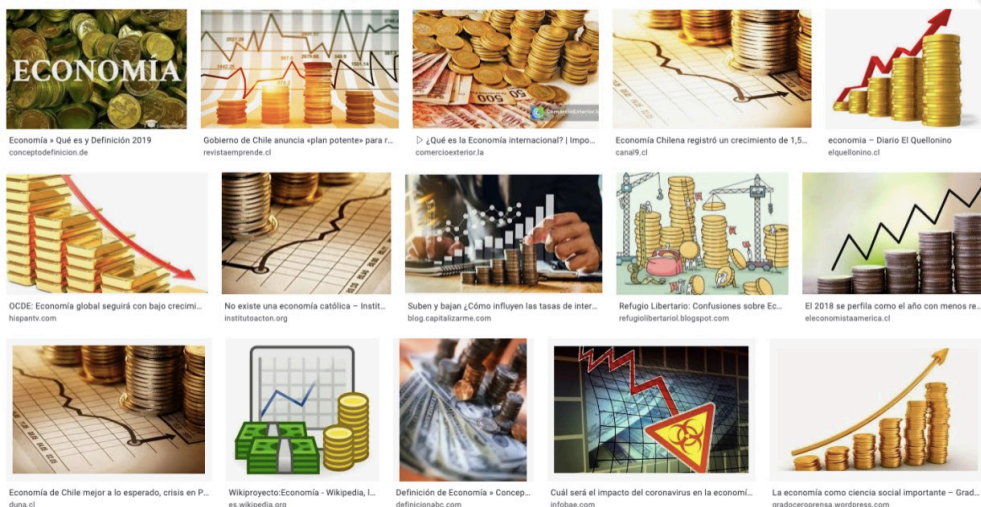 ECONOMÍA
500
ComercioExterior.la
Economía » Qué es y Definición 2019
conceptodefinicion.de
Gobierno de Chile anuncia «plan potente» para r...
revistaemprende.cl
▷ ¿Qué es la Economía internacional? | Impo...
comercioexterior.la
Economía Chilena registró un crecimiento de 1,5...
canal9.cl
economia – Diario El Quellonino
elquellonino.cl
OCDE: Economía global seguirá con bajo crecimi...
hispantv.com
No existe una economía católica – Instit...
institutoacton.org
Suben y bajan ¿Cómo influyen las tasas de inter...
blog.capitalizarme.com
Refugio Libertario: Confusiones sobre Ec...
refugiolibertariol.blogspot.com
El 2018 se perfila como el año con menos re...
eleconomistaamerica.cl
Economía de Chile mejor a lo esperado, crisis en P...
duna.cl
Wikiproyecto:Economía - Wikipedia, l...
es.wikipedia.org
Definición de Economía » Concep...
definicionabc.com
Cuál será el impacto del coronavirus en la economí...
infobae.com
La economía como ciencia social importante – Grad...
gradoceroprensa.wordpress.com